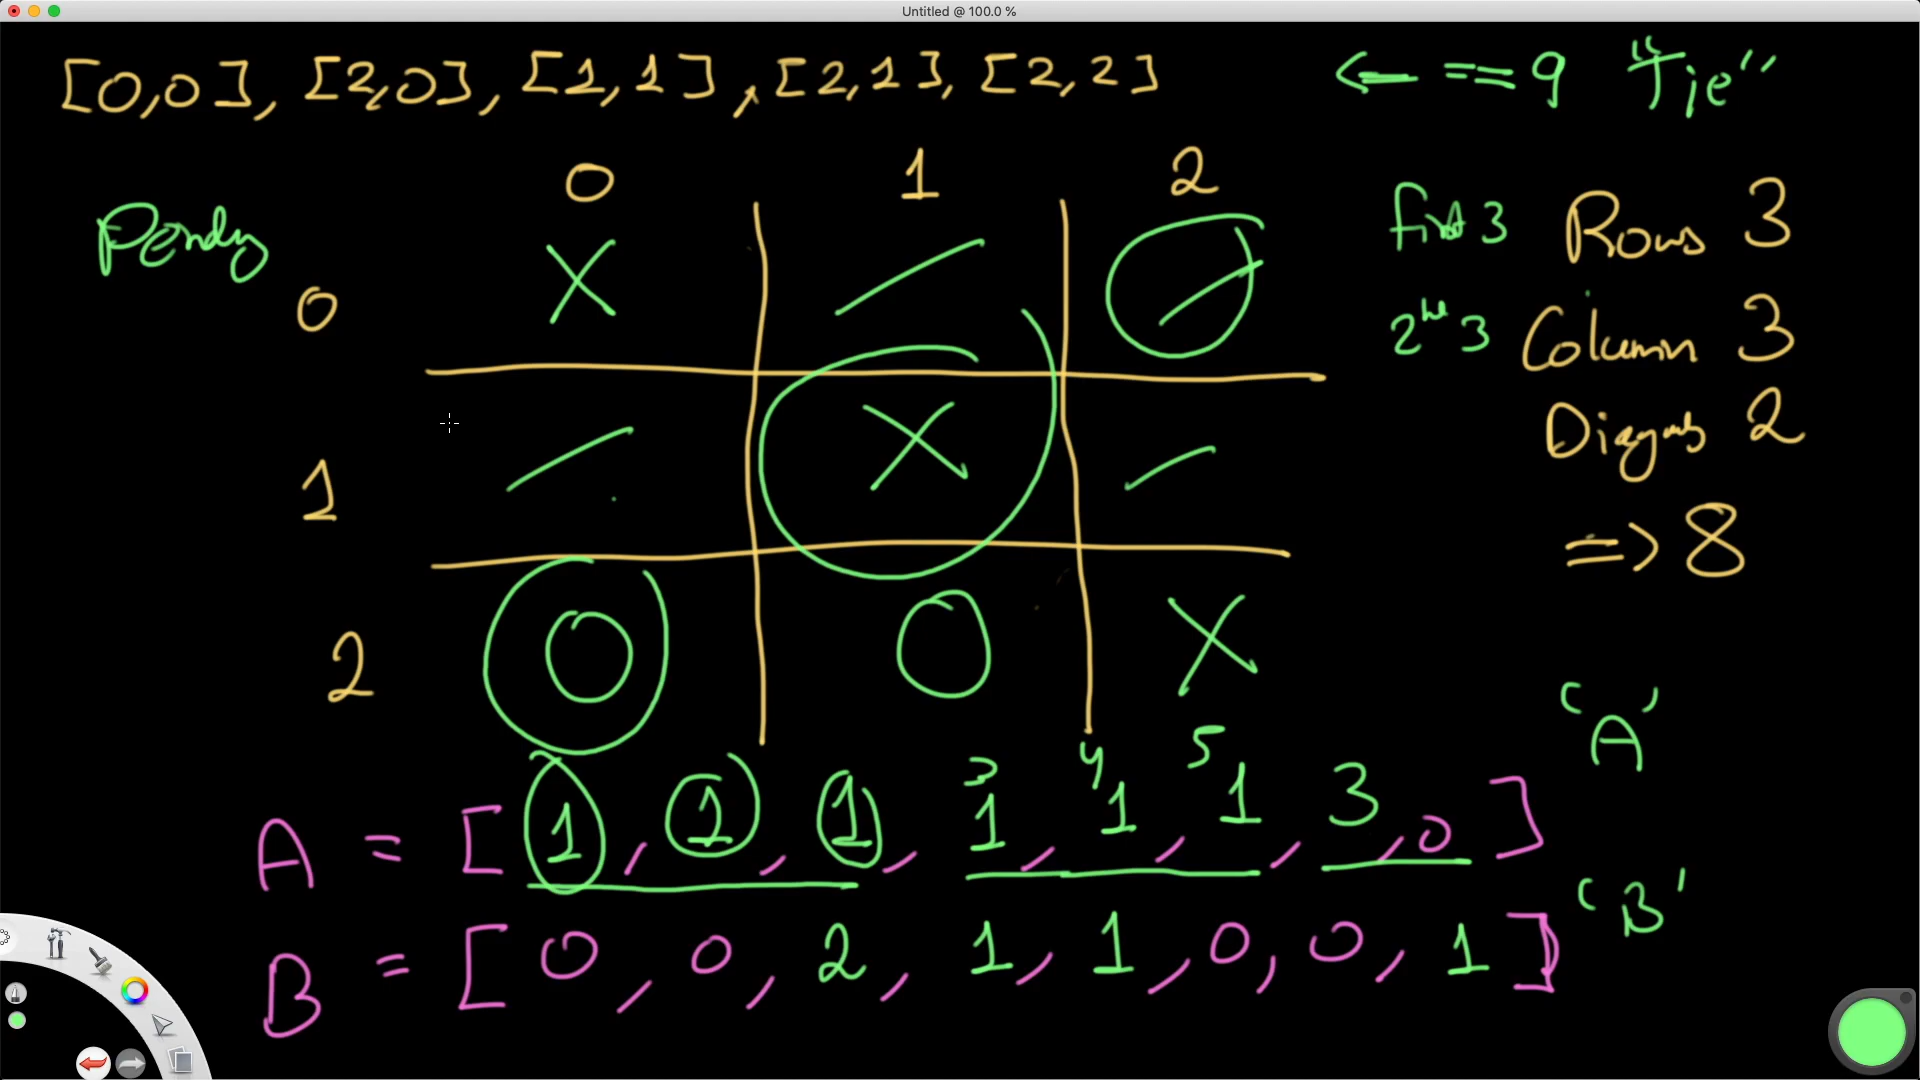 Untitled @ 100.0 %
[0,0], [2,0], [1,1], [2,1], [2,2] ← ==9 "Tie"
0 1 2
Pending
first 3 Rows 3
0 X
2nd 3 Column 3
Diagonals 2
1 X
=> 8
2 O O X
3 4 5
'A'
A = [1, 1, 1, 1, 1, 1, 3, 0]
'B'
B = [0, 0, 2, 1, 1, 0, 0, 1]